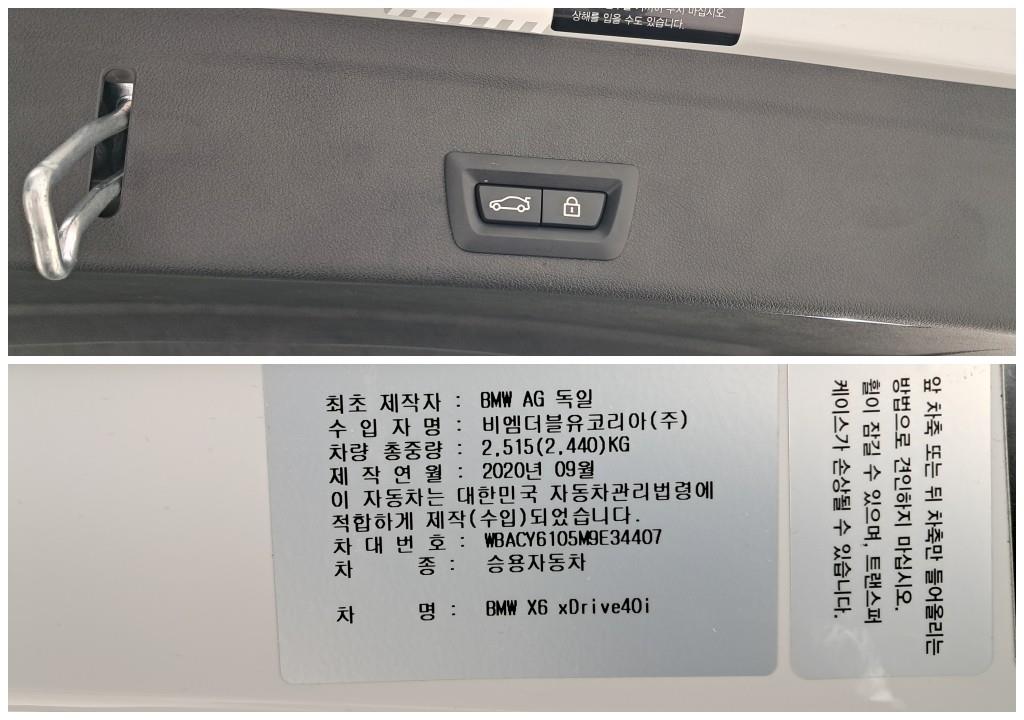 마십시오.
상해를 입을 수도 있습니다.
최초 제작자 : BMW AG 독일
수 입 자 명 : 비엠더블유코리아(주)
차량 총중량 : 2,515(2,440)KG
제 작 연 월 : 2020년 09월
이 자동차는 대한민국 자동차관리법령에
적합하게 제작(수입)되었습니다.
차 대 번 호 : WBACY6105M9E34407
차 종 : 승용자동차
차 명 : BMW X6 xDrive40i
앞 차축 또는 뒤 차축만 들어올리는
방법으로 견인하지 마십시오.
휠이 잠길 수 있으며, 트랜스퍼
케이스가 손상될 수 있습니다.